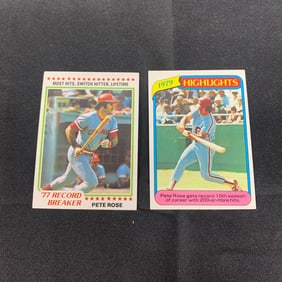 MOST HITS, SWITCH HITTER, LIFETIME
'77 RECORD
BREAKER
PETE ROSE
1979
HIGHLIGHTS
Pete Rose gets record 10th season
of career with 200-or-more hits.